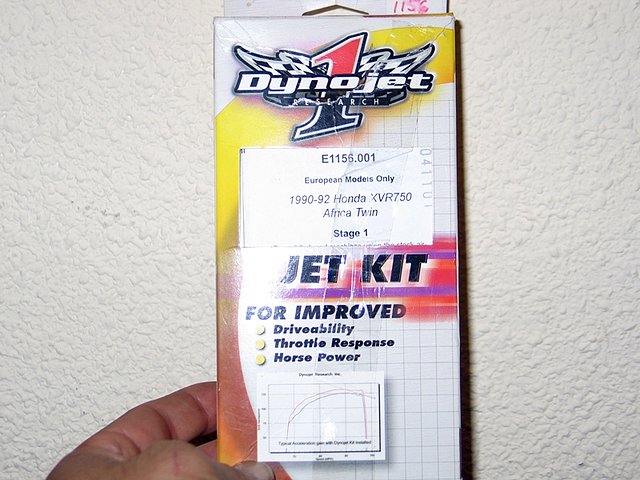 1156
1
Dynojet
RESEARCH
E1156.001
European Models Only
1990-92 Honda XVR750
Africa Twin
Stage 1
JET KIT
FOR IMPROVED
Driveability
Throttle Response
Horse Power
Dynojet Research Inc.
Typical Acceleration gain with Dynojet Kit installed